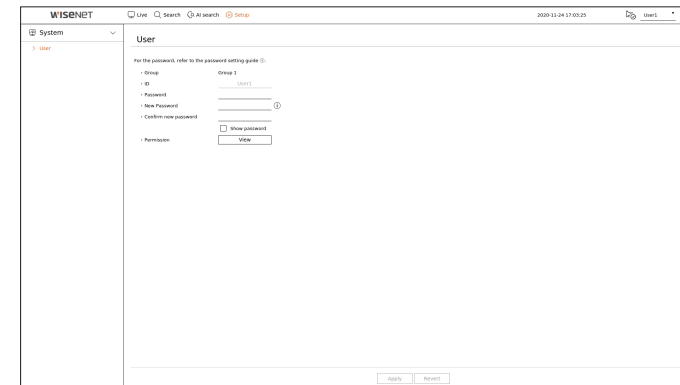 WISENET
Live Search AI search Setup 2020-11-24 17:03:25 User1
System
User
User
For the password, refer to the password setting guide ⓘ.
Group Group 1
ID User1
Password
New Password
Confirm new password
Show password
Permission View
Apply Revert